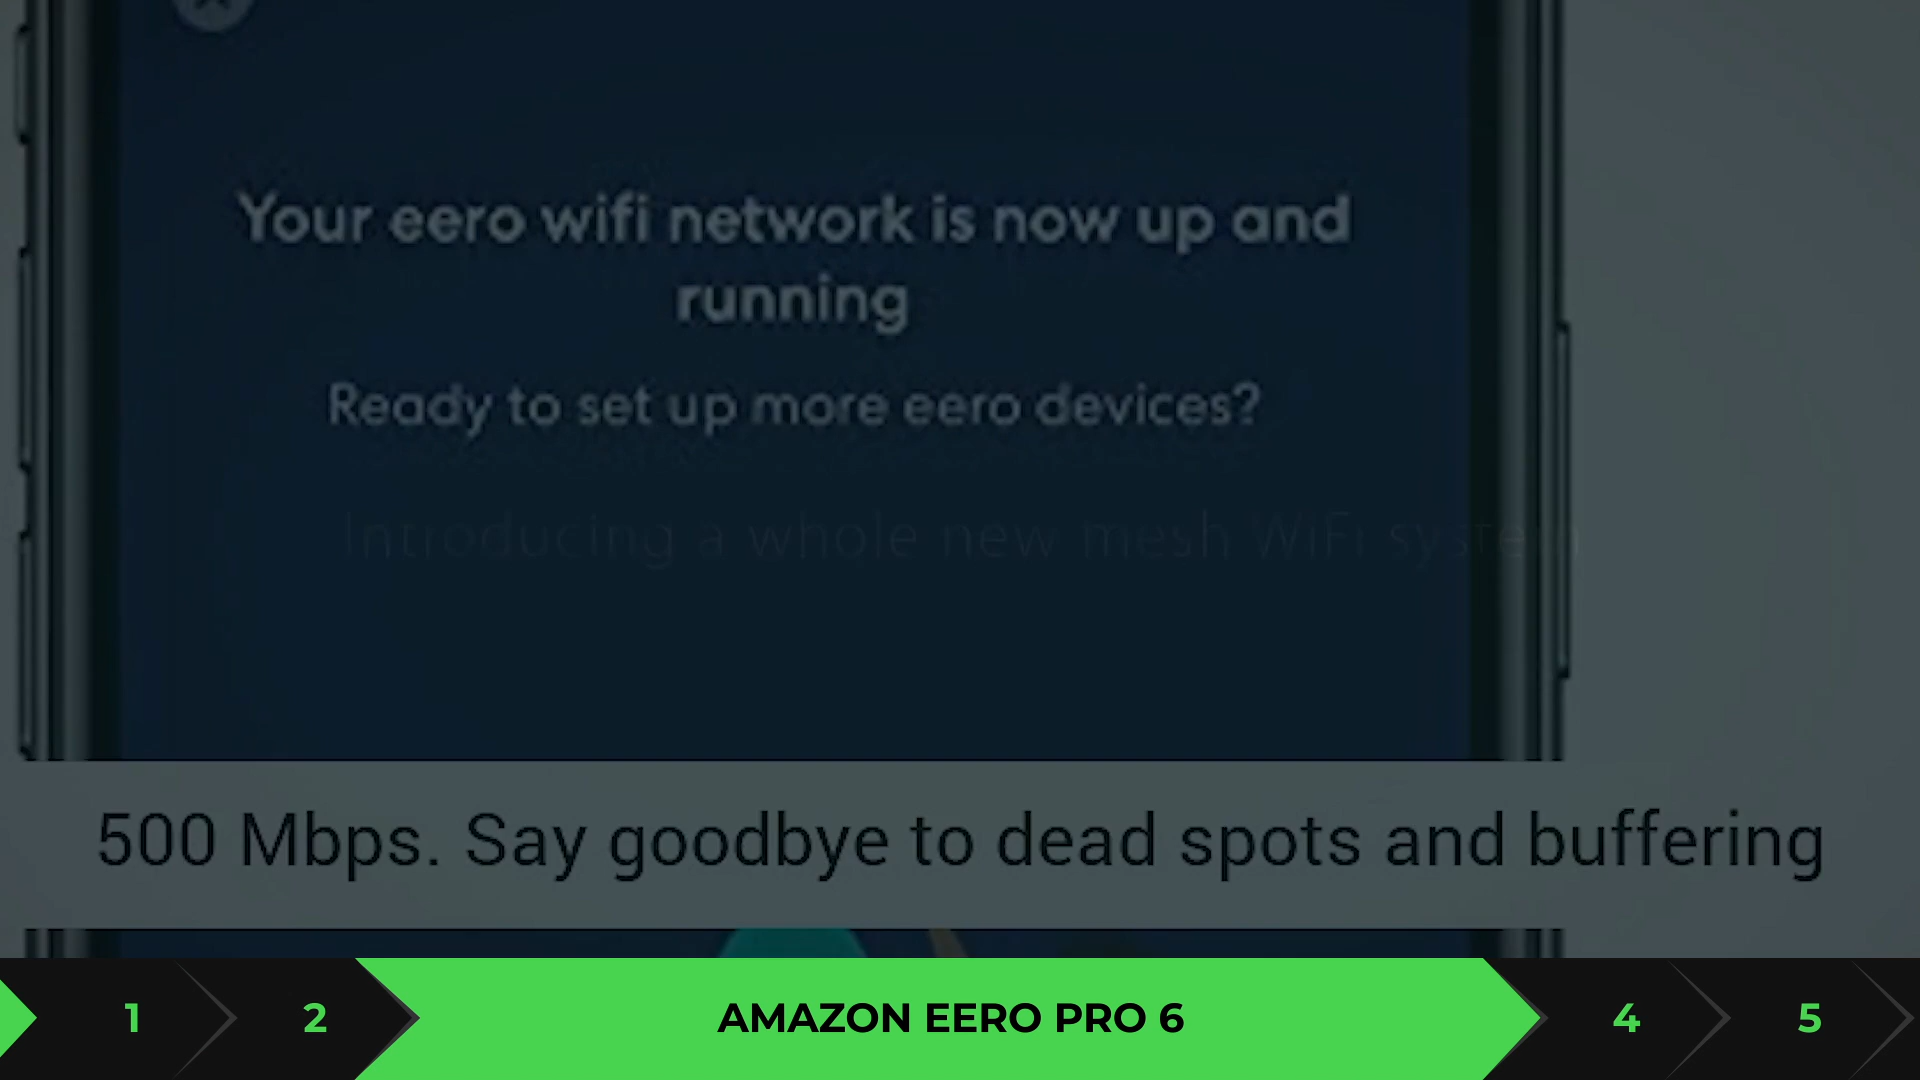 Your eero wifi network is now up and
running
Ready to set up more eero devices?
Introducing a whole new mesh WiFi system
500 Mbps. Say goodbye to dead spots and buffering
1
2
AMAZON EERO PRO 6
4
5